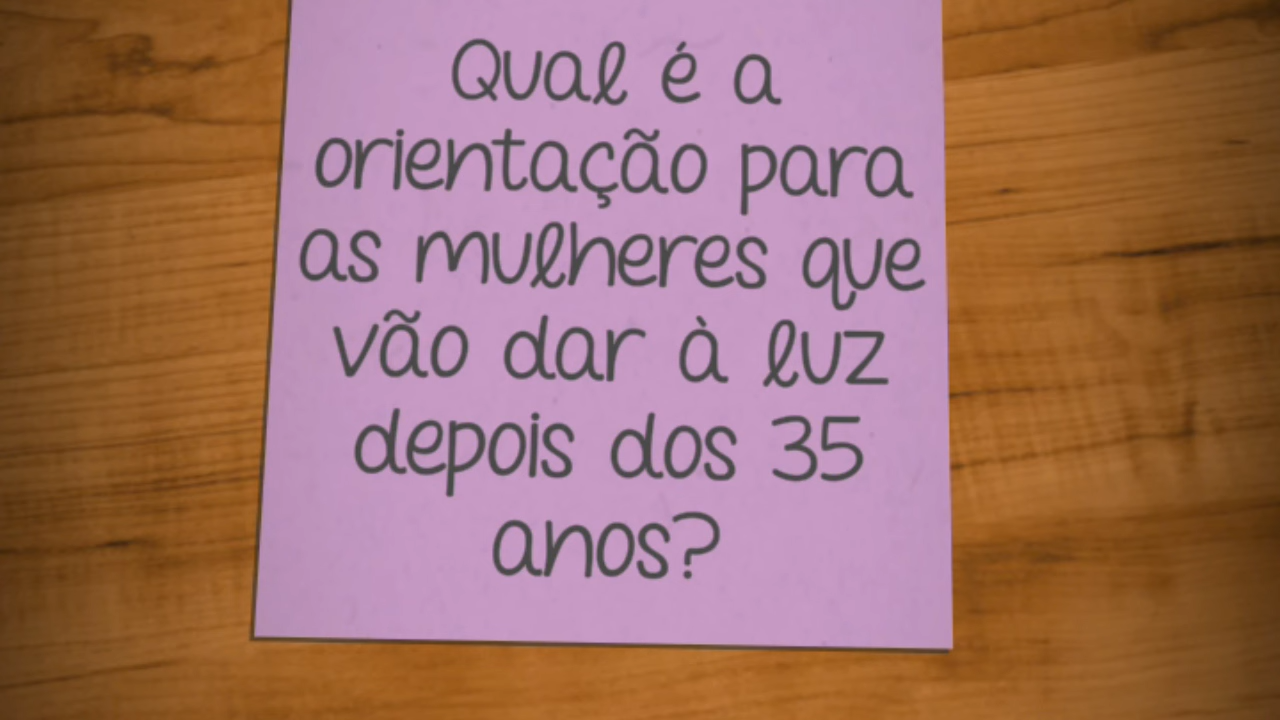 Qual é a
orientação para
as mulheres que
vão dar à luz
depois dos 35
anos?